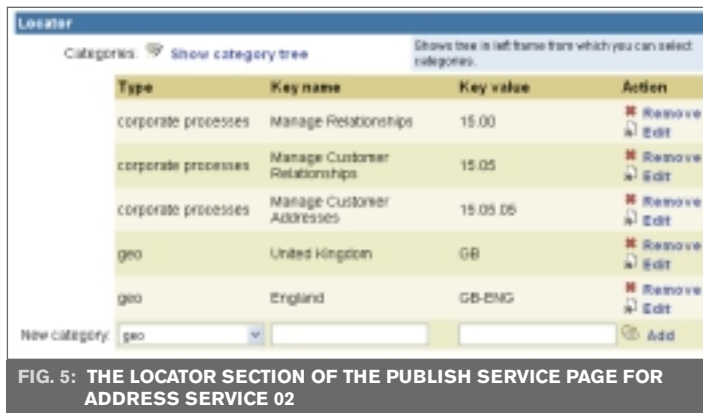 Locator
Categories: Show category tree
Shows tree in left frame from which you can select categories.
Type Key name Key value Action
corporate processes Manage Relationships 15.00 Remove Edit
corporate processes Manage Customer Relationships 15.05 Remove Edit
corporate processes Manage Customer Addresses 15.05.05 Remove Edit
geo United Kingdom GB Remove Edit
geo England GB-ENG Remove Edit
New category: geo Add
FIG. 5: THE LOCATOR SECTION OF THE PUBLISH SERVICE PAGE FOR
ADDRESS SERVICE 02